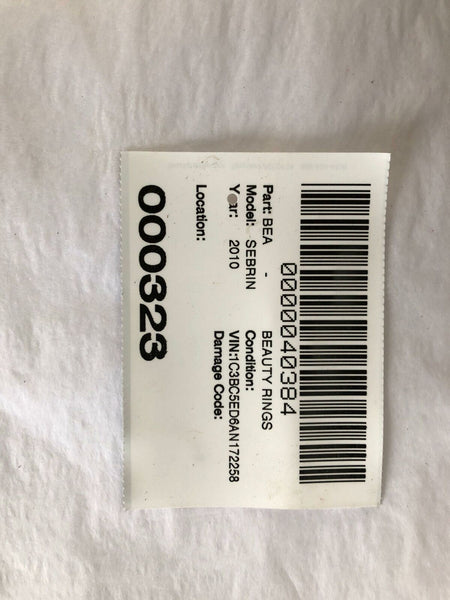 0000040384
Part: BEA - BEAUTY RINGS
Model: SEBRIN Condition:
Year: 2010 VIN:1C3BC5ED6AN172258
Damage Code:
Location:
000323